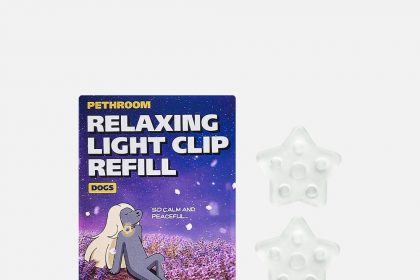 PETHROOM
RELAXING
LIGHT CLIP
REFILL
DOGS
SO CALM AND
PEACEFUL...